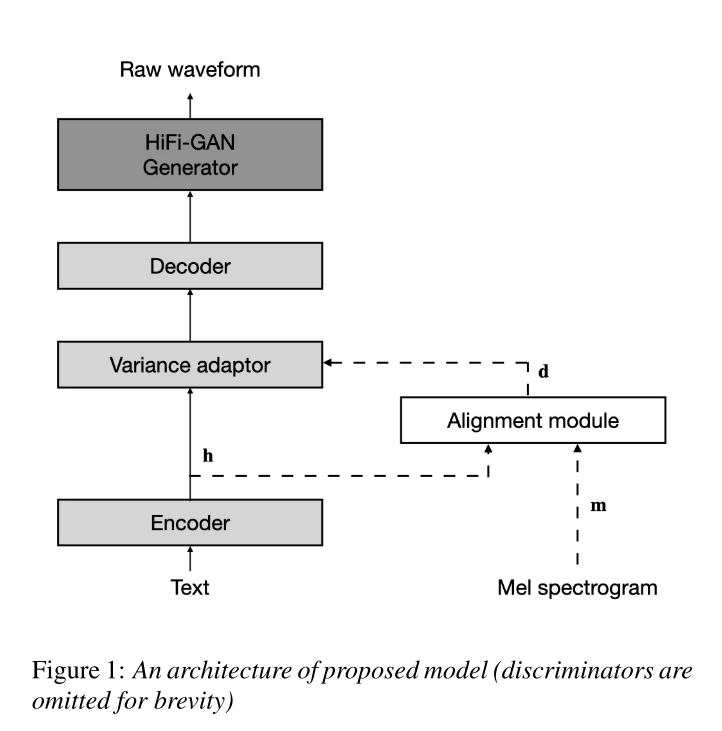 Raw waveform
HiFi-GAN
Generator
Decoder
Variance adaptor
d
Alignment module
h
m
Encoder
Text
Mel spectrogram
Figure 1: An architecture of proposed model (discriminators are
omitted for brevity)